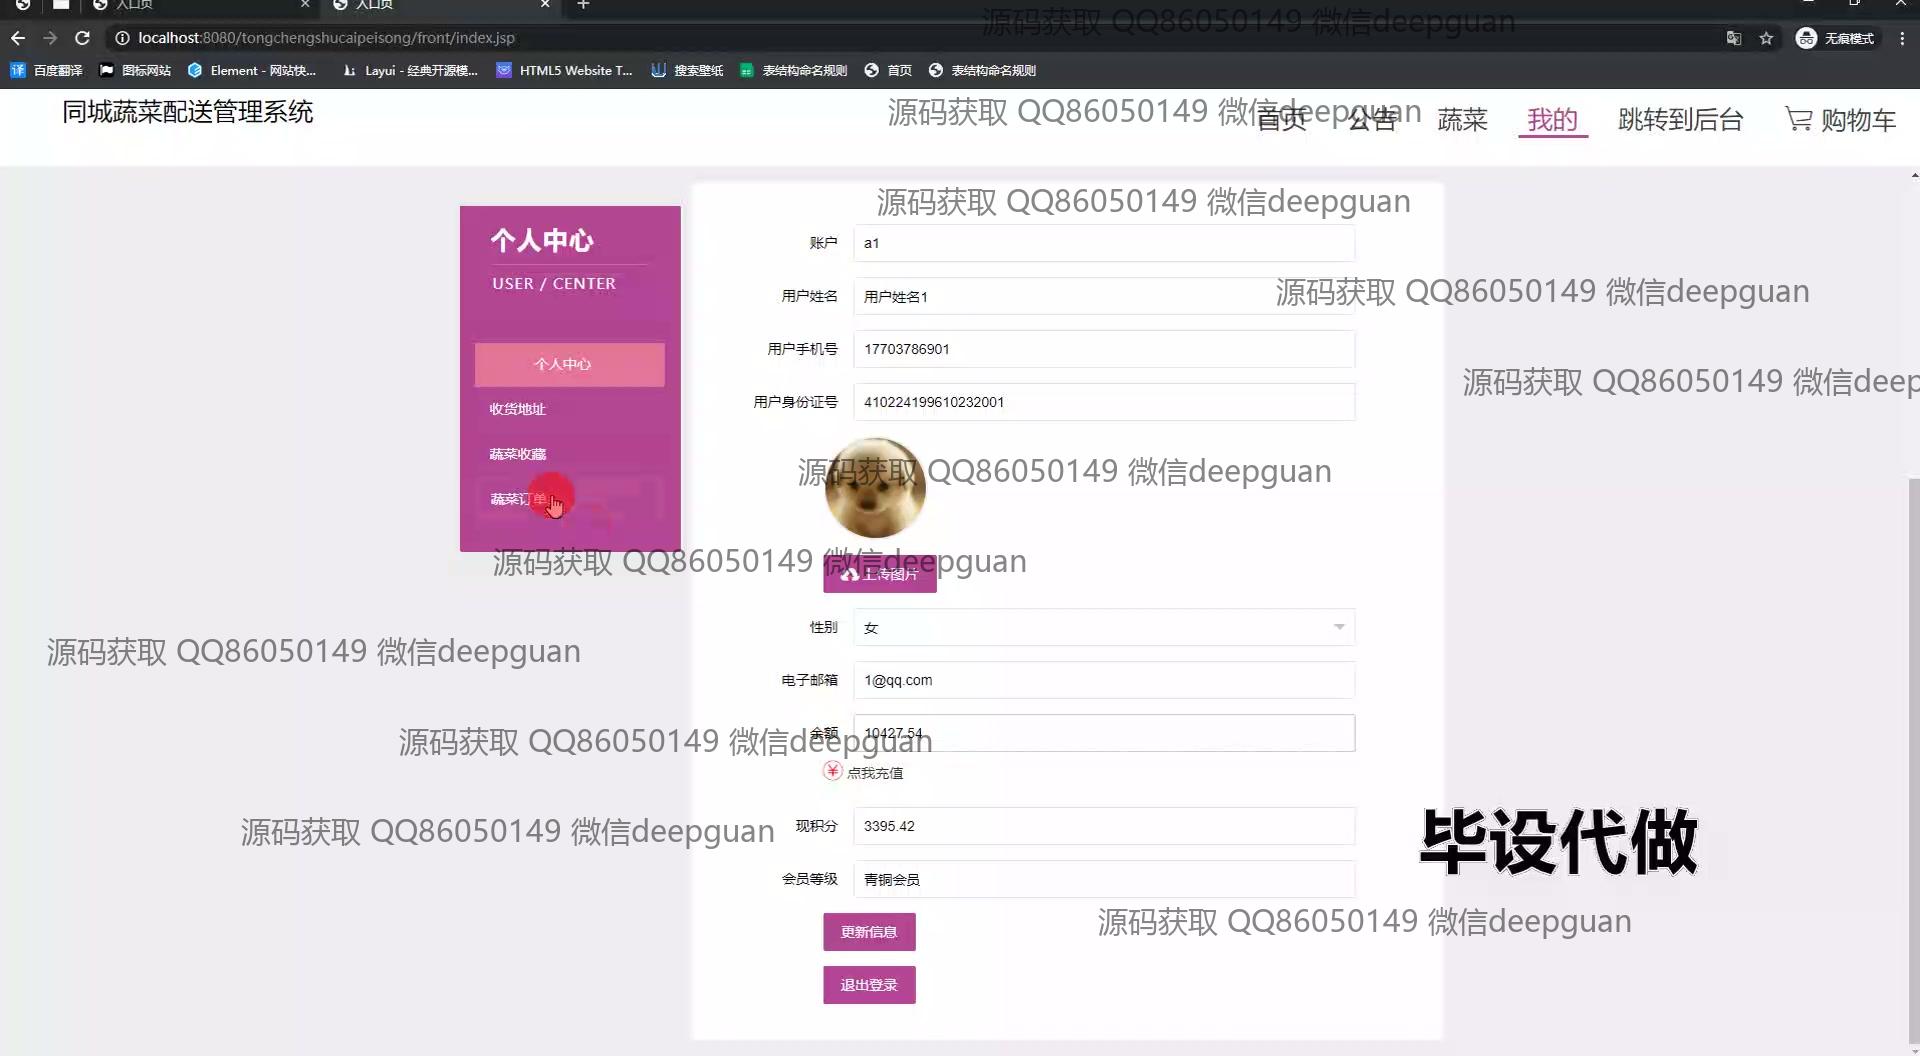 入口页
入口页
源码获取 QQ86050149 微信deepguan
localhost:8080/tongchengshucaipeisong/front/index.jsp
无痕模式
百度翻译
图标网站
Element - 网站快...
Layui - 经典开源模...
HTML5 Website T...
搜索壁纸
表结构命名规则
首页
表结构命名规则
同城蔬菜配送管理系统
源码获取 QQ86050149 微信deepguan
首页
公告
蔬菜
我的
跳转到后台
购物车
源码获取 QQ86050149 微信deepguan
个人中心
USER / CENTER
账户
a1
用户姓名
用户姓名1
源码获取 QQ86050149 微信deepguan
用户手机号
17703786901
个人中心
源码获取 QQ86050149 微信deep
用户身份证号
410224199610232001
收货地址
蔬菜收藏
源码获取 QQ86050149 微信deepguan
蔬菜订单
源码获取 QQ86050149 微信deepguan
上传图片
性别
女
源码获取 QQ86050149 微信deepguan
电子邮箱
1@qq.com
余额
10427.54
源码获取 QQ86050149 微信deepguan
点我充值
现积分
3395.42
源码获取 QQ86050149 微信deepguan
毕设代做
会员等级
青铜会员
源码获取 QQ86050149 微信deepguan
更新信息
退出登录